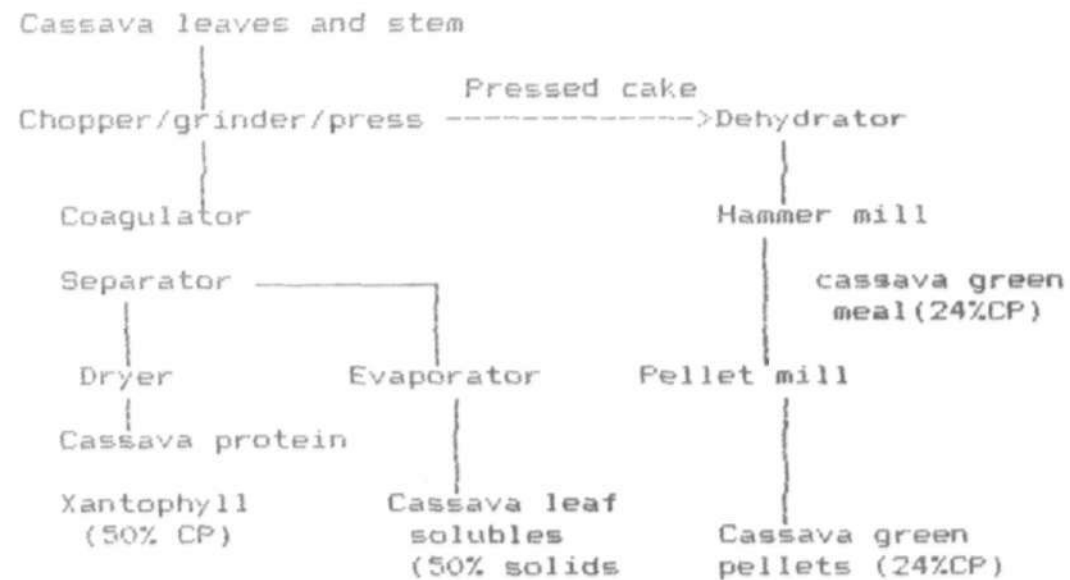 Cassava leaves and stem
Pressed cake
Chopper/grinder/press ------------->Dehydrator
Coagulator
Hammer mill
Separator
cassava green
meal(24%CP)
Dryer
Evaporator
Pellet mill
Cassava protein
Xantophyll
(50% CP)
Cassava leaf
solubles
(50% solids
Cassava green
pellets (24%CP)